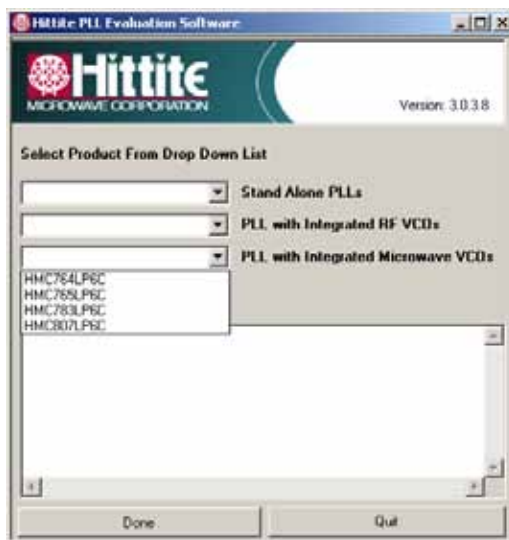 Hittite PLL Evaluation Software
Hittite
MICROWAVE CORPORATION
Version: 3.0.3.8
Select Product From Drop Down List
Stand Alone PLLs
PLL with Integrated RF VCOs
PLL with Integrated Microwave VCOs
HMC764LP6C
HMC765LP6C
HMC783LP6C
HMC807LP6C
Done
Quit